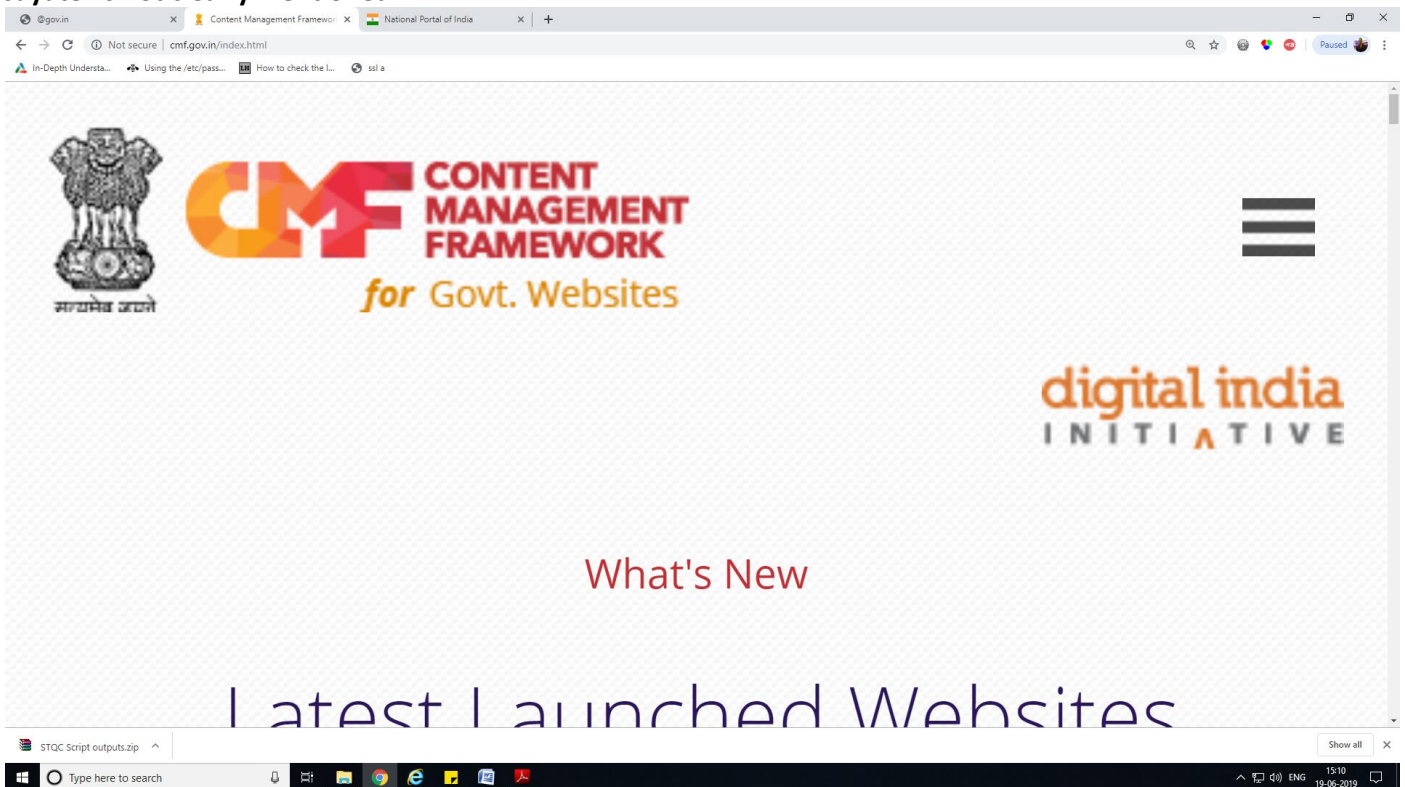 @gov.in
Content Management Framewor
National Portal of India
Not secure | cmf.gov.in/index.html
Paused
In-Depth Understa...
Using the /etc/pass...
How to check the l...
ssl a
सत्यमेव जयते
CMF
CONTENT
MANAGEMENT
FRAMEWORK
for Govt. Websites
digital india
INITIATIVE
What's New
Latest Launched Websites
STQC Script outputs.zip
Show all
Type here to search
ENG
15:10
19-06-2019